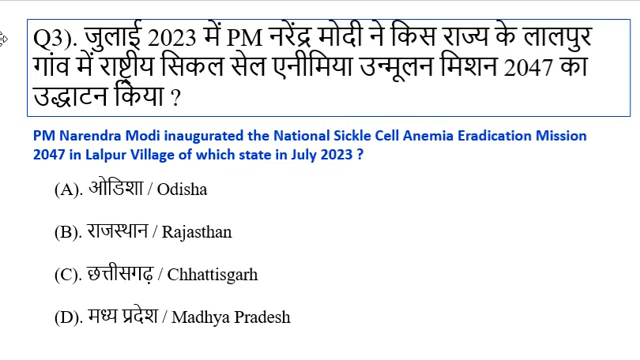 Q3). जुलाई 2023 में PM नरेंद्र मोदी ने किस राज्य के लालपुर
गांव में राष्ट्रीय सिकल सेल एनीमिया उन्मूलन मिशन 2047 का
उद्घाटन किया ?
PM Narendra Modi inaugurated the National Sickle Cell Anemia Eradication Mission
2047 in Lalpur Village of which state in July 2023 ?
(A). ओडिशा / Odisha
(B). राजस्थान / Rajasthan
(C). छत्तीसगढ़ / Chhattisgarh
(D). मध्य प्रदेश / Madhya Pradesh